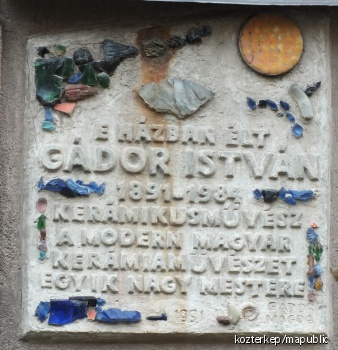 E HÁZBAN ÉLT
GÁDOR ISTVÁN
1891-1984
KERÁMIKUSMŰVÉSZ
A MODERN MAGYAR
KERÁMIAMŰVÉSZET
EGYIK NAGY MESTERE
1991
kozterkep/mapublic